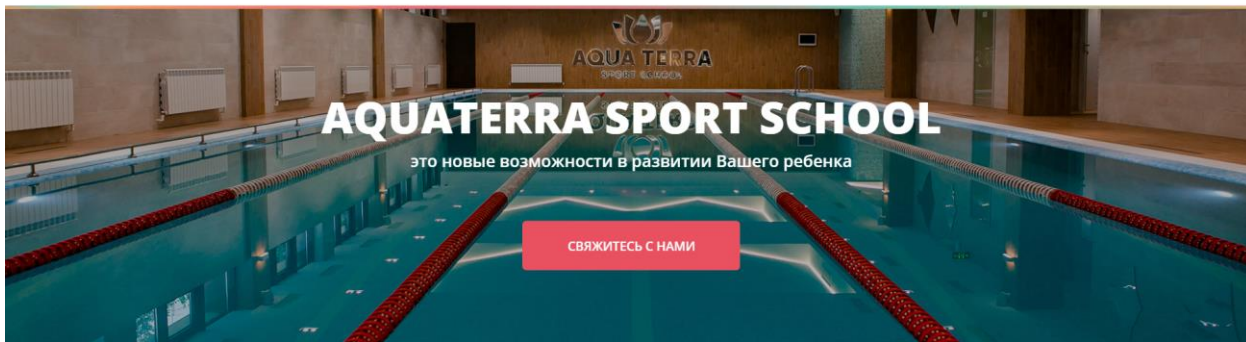 AQUA TERRA
SPORT SCHOOL
AQUATERRA SPORT SCHOOL
это новые возможности в развитии Вашего ребенка
СВЯЖИТЕСЬ С НАМИ